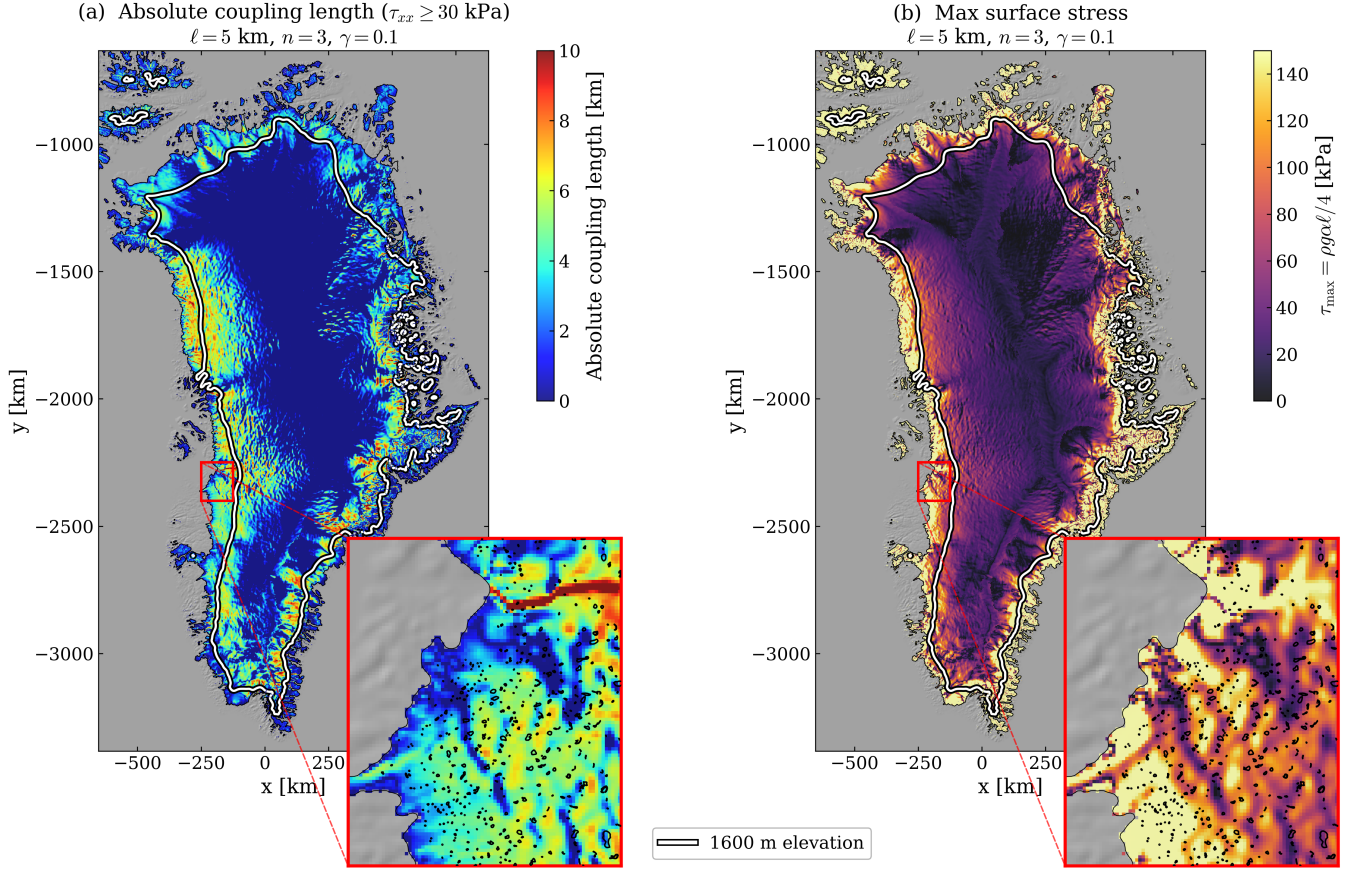 (a) Absolute coupling length (τxx ≥ 30 kPa)
ℓ = 5 km, n = 3, γ = 0.1
−1000
−1500
−2000
−2500
−3000
y [km]
−500
−250
0
250
x [km]
10
8
6
4
2
0
Absolute coupling length [km]
(b) Max surface stress
ℓ = 5 km, n = 3, γ = 0.1
−1000
−1500
−2000
−2500
−3000
y [km]
−500
−250
0
250
x [km]
140
120
100
80
60
40
20
0
τmax = ρgαℓ/4 [kPa]
1600 m elevation